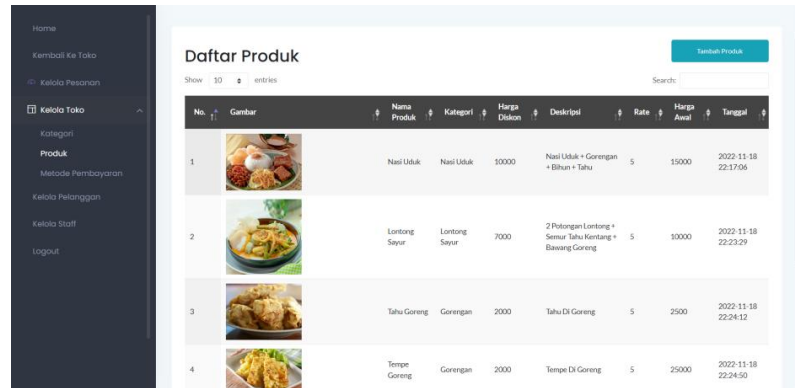 Home
Kembali Ke Toko
Kelola Pesanan
Kelola Toko
Kategori
Produk
Metode Pembayaran
Kelola Pelanggan
Kelola Staff
Logout
Daftar Produk
Tambah Produk
Show 10 entries
Search:
No. Gambar Nama Produk Kategori Harga Diskon Deskripsi Rate Harga Awal Tanggal
1 Nasi Uduk Nasi Uduk 10000 Nasi Uduk + Gorengan + Bihun + Tahu 5 15000 2022-11-18 22:17:06
2 Lontong Sayur Lontong Sayur 7000 2 Potongan Lontong + Semur Tahu Kentang + Bawang Goreng 5 10000 2022-11-18 22:23:29
3 Tahu Goreng Gorengan 2000 Tahu Di Goreng 5 2500 2022-11-18 22:24:12
4 Tempe Goreng Gorengan 2000 Tempe Di Goreng 5 25000 2022-11-18 22:24:50